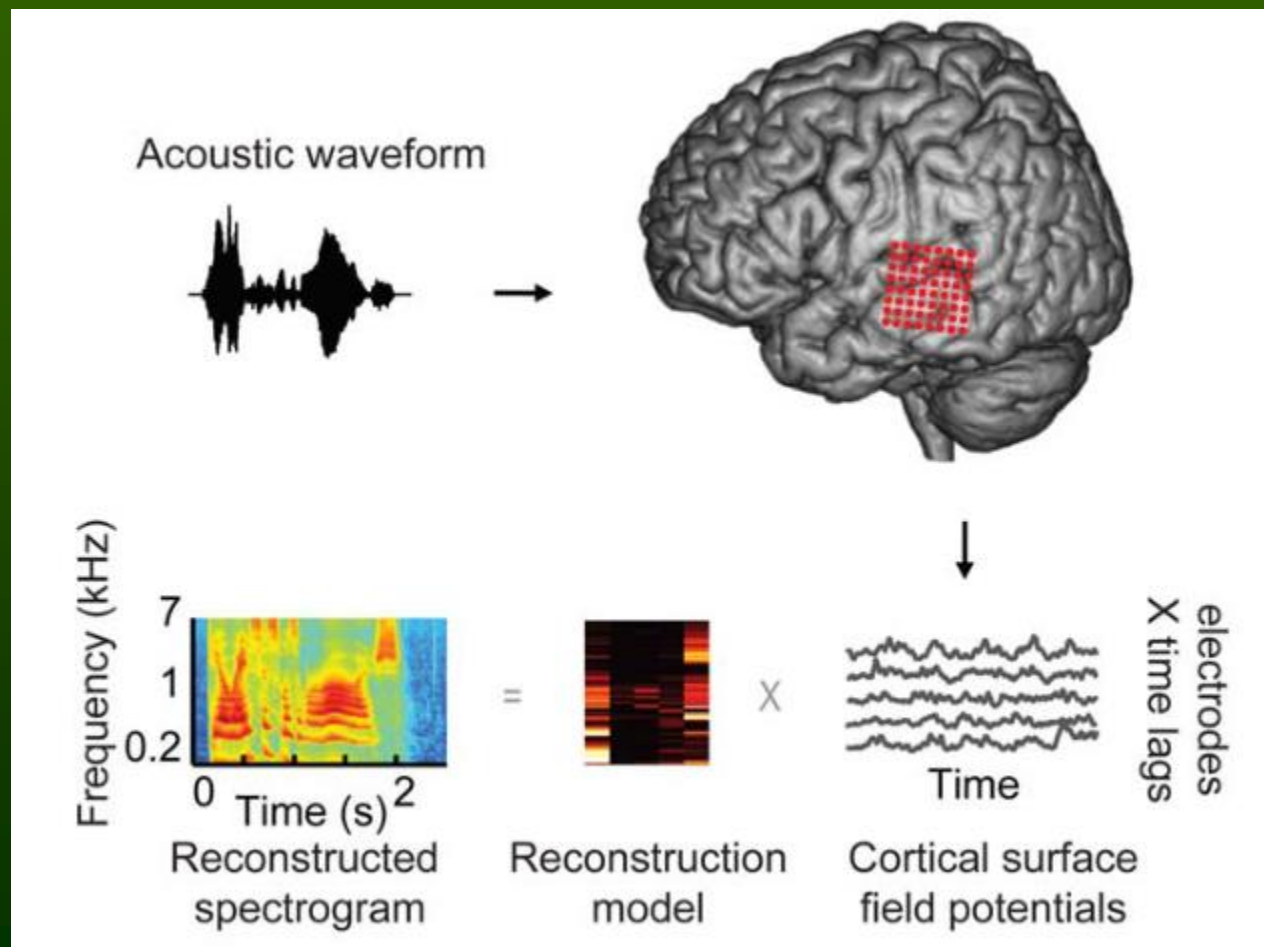 Acoustic waveform
Frequency (kHz)
7
1
0.2
0
2
Time (s)
Reconstructed
spectrogram
=
Reconstruction
model
X
Time
electrodes
X time lags
Cortical surface
field potentials